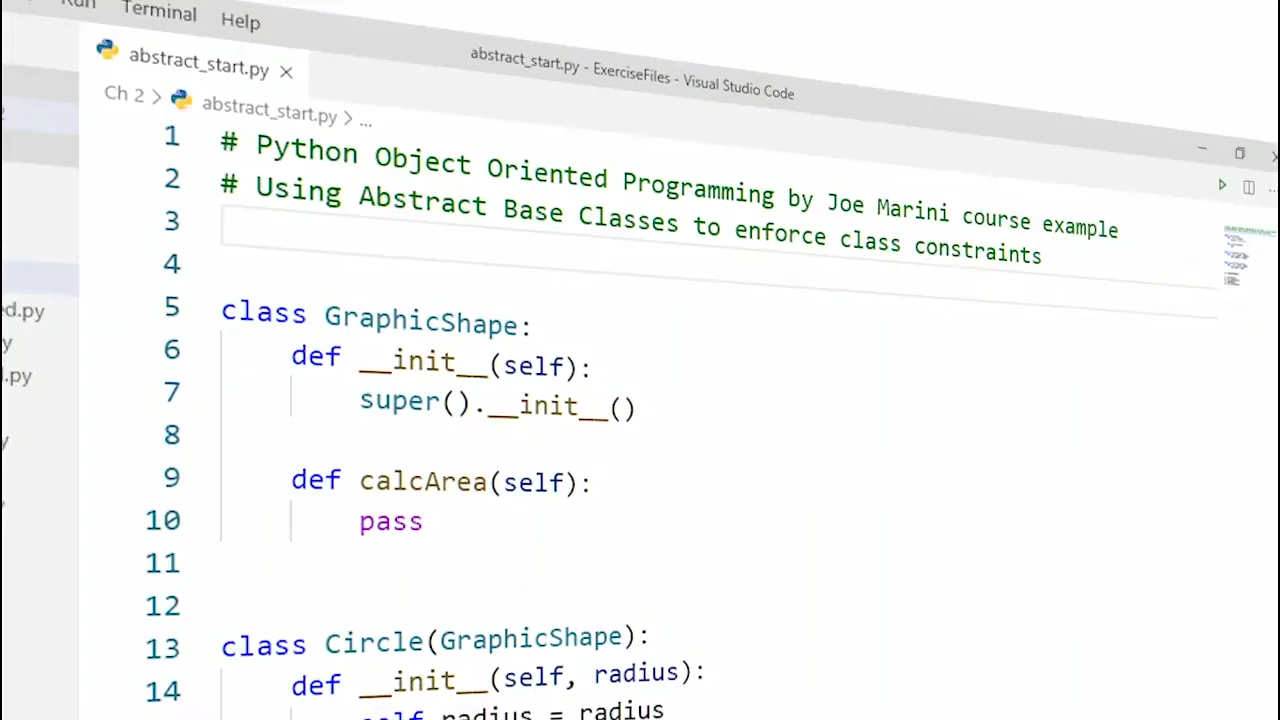 Run Terminal Help
abstract_start.py - ExerciseFiles - Visual Studio Code
abstract_start.py ×
Ch 2 > abstract_start.py > ...
1 # Python Object Oriented Programming by Joe Marini course example
2 # Using Abstract Base Classes to enforce class constraints
3
4
5 class GraphicShape:
6 def __init__(self):
7 super().__init__()
8
9 def calcArea(self):
10 pass
11
12
13 class Circle(GraphicShape):
14 def __init__(self, radius):
self.radius = radius
ed.py
.py